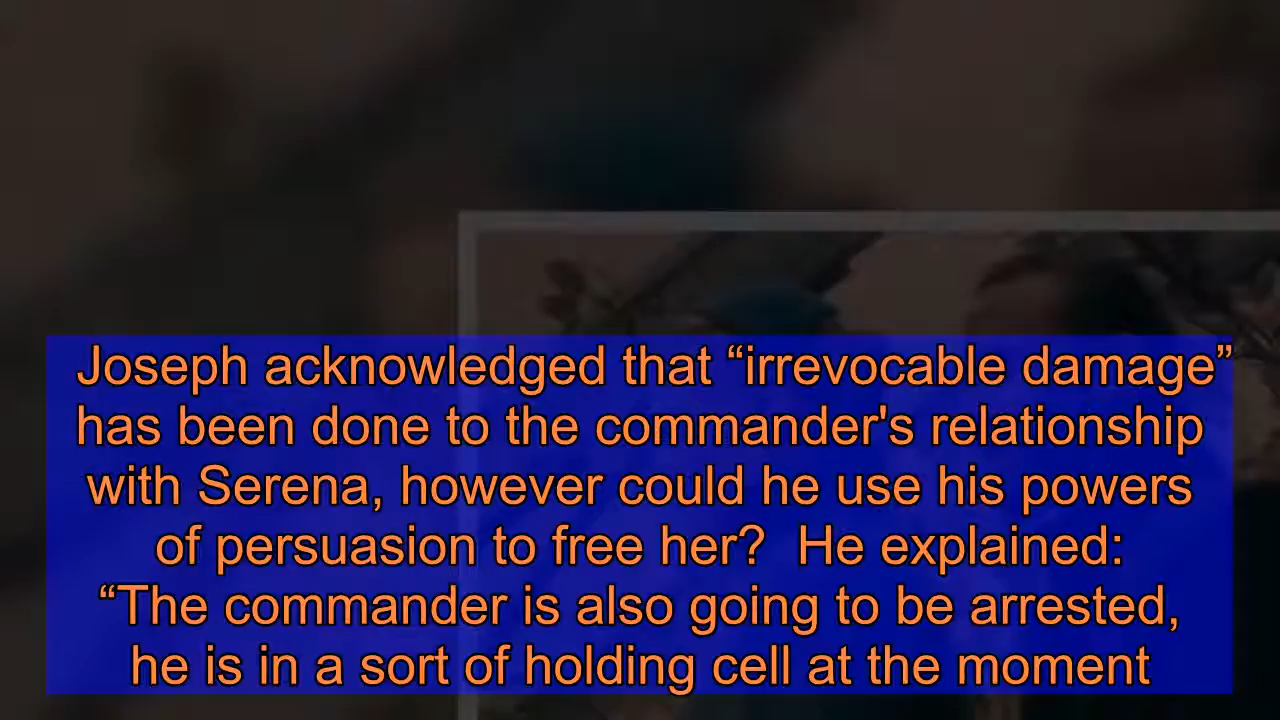 Joseph acknowledged that “irrevocable damage”
has been done to the commander's relationship
with Serena, however could he use his powers
of persuasion to free her?  He explained:
“The commander is also going to be arrested,
he is in a sort of holding cell at the moment